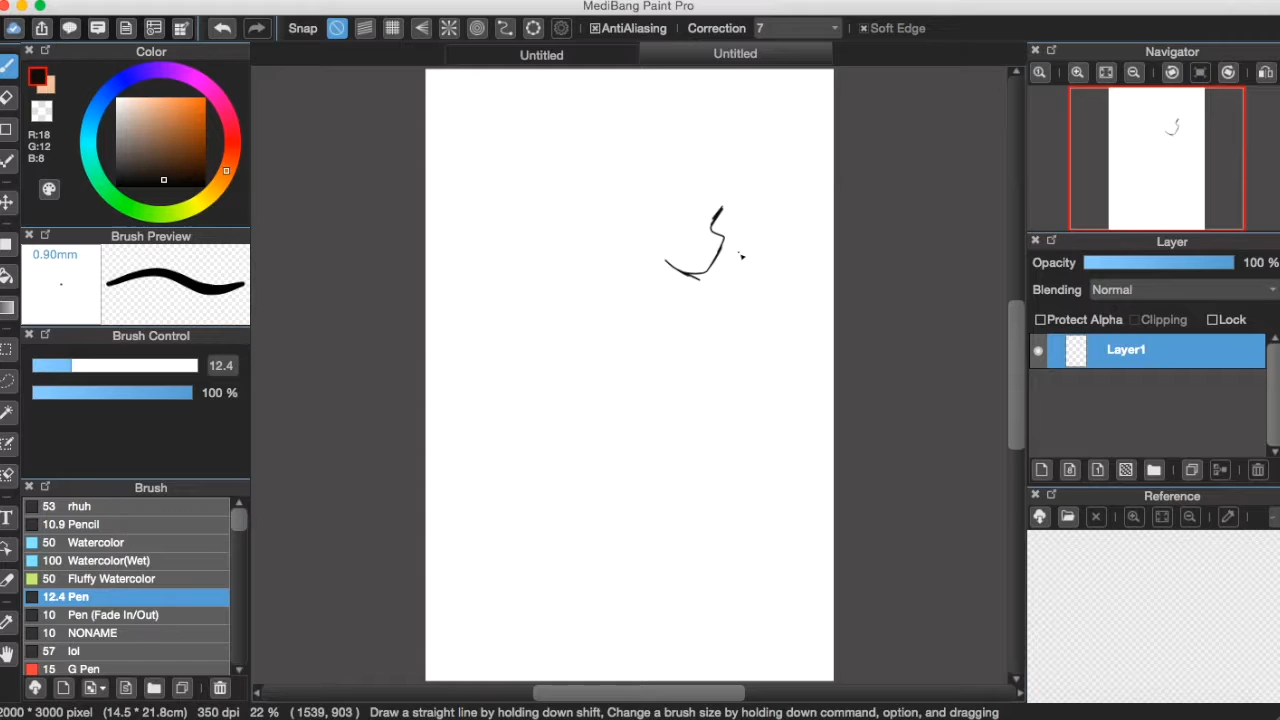 MediBang Paint Pro
Snap AntiAliasing Correction 7 Soft Edge
Untitled Untitled
Color
R:18
G:12
B:8
Brush Preview
0.90mm
Brush Control
12.4
100 %
Brush
53 rhuh
10.9 Pencil
50 Watercolor
100 Watercolor(Wet)
50 Fluffy Watercolor
12.4 Pen
10 Pen (Fade In/Out)
10 NONAME
57 lol
15 G Pen
Navigator
Layer
Opacity 100 %
Blending Normal
Protect Alpha Clipping Lock
Layer1
Reference
2000 * 3000 pixel (14.5 * 21.8cm) 350 dpi 22 % ( 1539, 903 ) Draw a straight line by holding down shift, Change a brush size by holding down command, option, and dragging